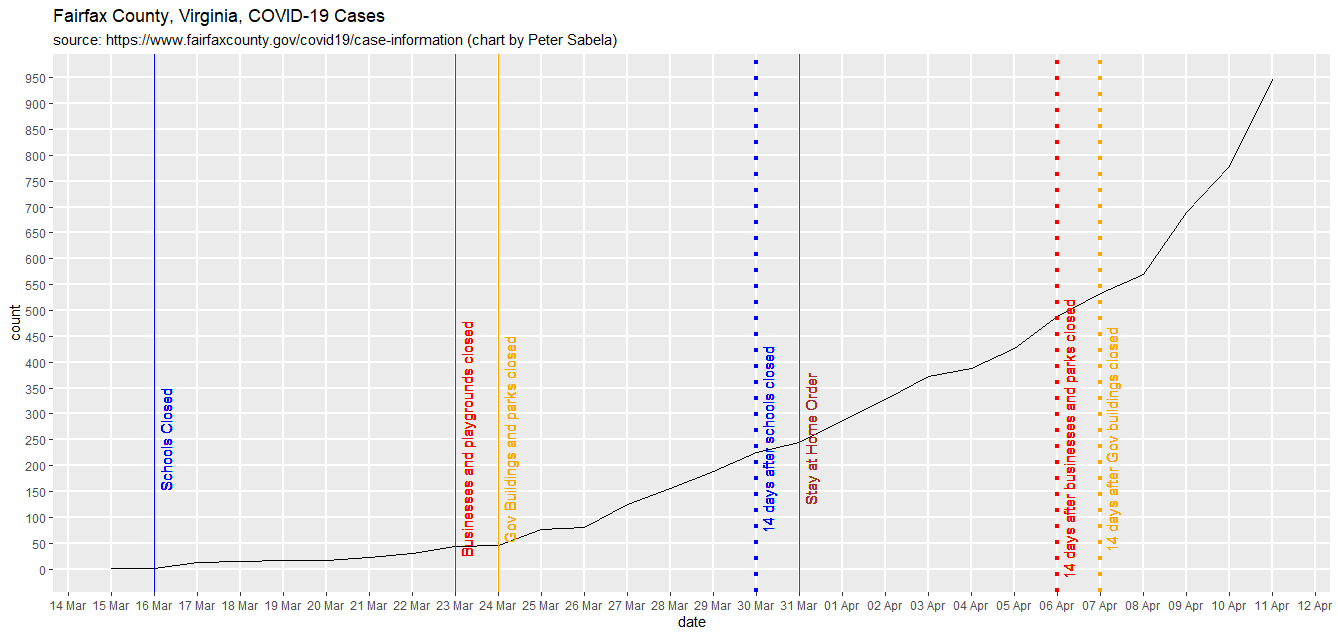 Fairfax County, Virginia, COVID-19 Cases
source: https://www.fairfaxcounty.gov/covid19/case-information (chart by Peter Sabela)
950
900
850
800
750
700
650
600
550
500
450
400
350
300
250
200
150
100
50
0
count
Schools Closed
Businesses and playgrounds closed
Gov Buildings and parks closed
14 days after schools closed
Stay at Home Order
14 days after businesses and parks closed
14 days after Gov buildings closed
14 Mar 15 Mar 16 Mar 17 Mar 18 Mar 19 Mar 20 Mar 21 Mar 22 Mar 23 Mar 24 Mar 25 Mar 26 Mar 27 Mar 28 Mar 29 Mar 30 Mar 31 Mar 01 Apr 02 Apr 03 Apr 04 Apr 05 Apr 06 Apr 07 Apr 08 Apr 09 Apr 10 Apr 11 Apr 12 Apr
date